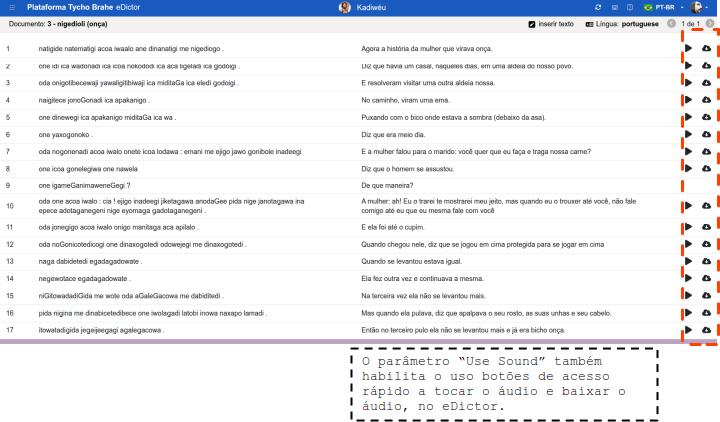 Plataforma Tycho Brahe eDictor
Kadiwéu
PT-BR
Documento: 3 - nigedioli (onça)
inserir texto
Língua: portuguese
1 de 1
1 natigide natematigi acoa iwalo ane dinanatigi me nigediogo . Agora a história da mulher que virava onça.
2 one idi ica wadonadi ica icoa nokododi ica aca ligeladi ica godoigi . Diz que havia um casal, naqueles dias, em uma aldeia do nosso povo.
3 oda onigotibecewaji yawaligitibiwaji ica miditaGa ica eledi godoigi . E resolveram visitar uma outra aldeia nossa.
4 naigitece jonoGonadi ica apakanigo . No caminho, viram uma ema.
5 one dinewegi ica apakanigo miditaGa ica wa . Puxando com o bico onde estava a sombra (debaixo da asa).
6 one yaxogonoko . Diz que era meio dia.
7 oda nogonenadi acoa iwalo onete icoa lodawa : emani me ejigo jawo gonibole inadeegi E a mulher falou para o marido: você quer que eu faça e traga nossa carne?
8 one icoa gonelegiwa one nawela Diz que o homem se assustou.
9 one igameGanimaweneGegi ? De que maneira?
10 oda one acoa iwalo : cia ! ejigo inadeegi jiketagawa anodaGee pida nige janotagawa ina A mulher: ah! Eu o trarei te mostrarei meu jeito, mas quando eu o trouxer até você, não fale
epece adotaganegeni nige eyomaga gadotaganegeni . comigo até que eu mesma fale com você
11 oda jonegigo acoa iwalo onigo manitaga aca apilalo . E ela foi até o cupim.
12 oda noGonicotedicogi one dinaxogotedi odowejegi me dinaxogotedi . Quando chegou nele, diz que se jogou em cima protegida para se jogar em cima
13 naga dabidetedi egadagadowate . Quando se levantou estava igual.
14 negewotace egadagadowate . Ela fez outra vez e continuava a mesma.
15 niGitowadadiGida me wote oda aGaleGacowa me dabiditedi . Na terceira vez ela não se levantou mais.
16 pida nigina me dinabicetedibece one iwolagadi latobi inowa naxapo lamadi . Mas quando ela pulava, diz que apalpava o seu rosto, as suas unhas e seu cabelo.
17 itowatadigida jegeijeegagi agalegacowa . Então no terceiro pulo ela não se levantou mais e já era bicho onça.
O parâmetro “Use Sound” também
habilita o uso botões de acesso
rápido a tocar o áudio e baixar o
áudio, no eDictor.